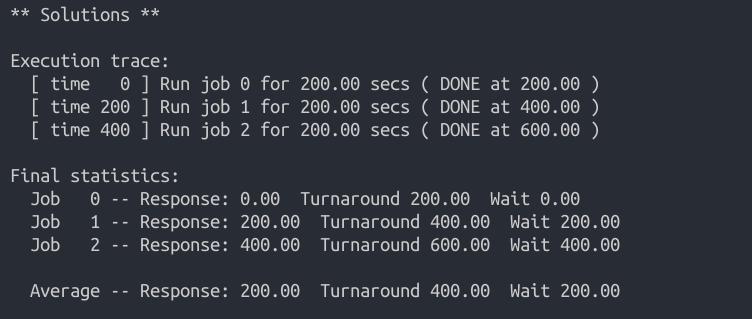 ** Solutions **
Execution trace:
[ time   0 ] Run job 0 for 200.00 secs ( DONE at 200.00 )
[ time 200 ] Run job 1 for 200.00 secs ( DONE at 400.00 )
[ time 400 ] Run job 2 for 200.00 secs ( DONE at 600.00 )
Final statistics:
Job   0 -- Response: 0.00  Turnaround 200.00  Wait 0.00
Job   1 -- Response: 200.00  Turnaround 400.00  Wait 200.00
Job   2 -- Response: 400.00  Turnaround 600.00  Wait 400.00
Average -- Response: 200.00  Turnaround 400.00  Wait 200.00